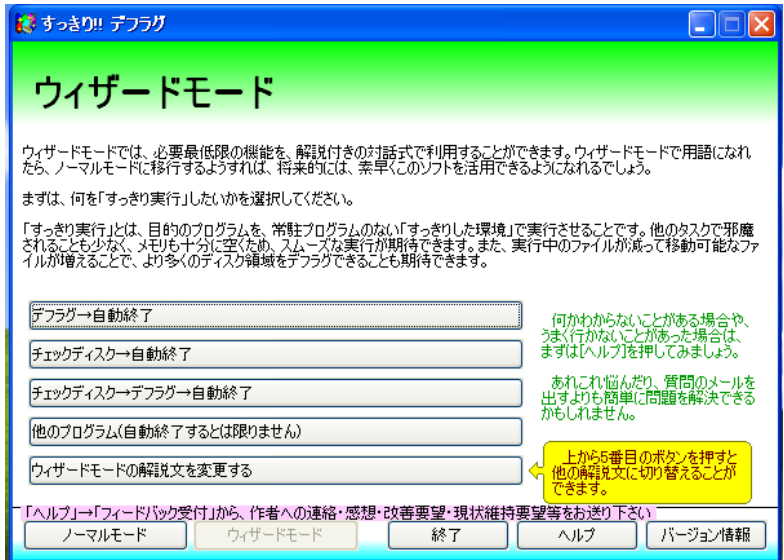 すっきり!! デフラグ
ウィザードモード
ウィザードモードでは、必要最低限の機能を、解説付きの対話式で利用することができます。ウィザードモードで用語になれ
たら、ノーマルモードに移行するようすれば、将来的には、素早くこのソフトを活用できるようになれるでしょう。
まずは、何を「すっきり実行」したいかを選択してください。
「すっきり実行」とは、目的のプログラムを、常駐プログラムのない「すっきりした環境」で実行させることです。他のタスクで邪魔
されることも少なく、メモリも十分に空くため、スムーズな実行が期待できます。また、実行中のファイルが減って移動可能なファ
イルが増えることで、より多くのディスク領域をデフラグできることも期待できます。
デフラグ→自動終了
チェックディスク→自動終了
チェックディスク→デフラグ→自動終了
他のプログラム(自動終了するとは限りません)
ウィザードモードの解説文を変更する
何かわからないことがある場合や、
うまく行かないことがあった場合は、
まずは[ヘルプ]を押してみましょう。
あれこれ悩んだり、質問のメールを
出すよりも簡単に問題を解決できる
かもしれません。
上から5番目のボタンを押すと
他の解説文に切り替えることが
できます。
「ヘルプ」→「フィードバック受付」から、作者への連絡・感想・改善要望・現状維持要望等をお送り下さい
ノーマルモード
ウィザードモード
終了
ヘルプ
バージョン情報